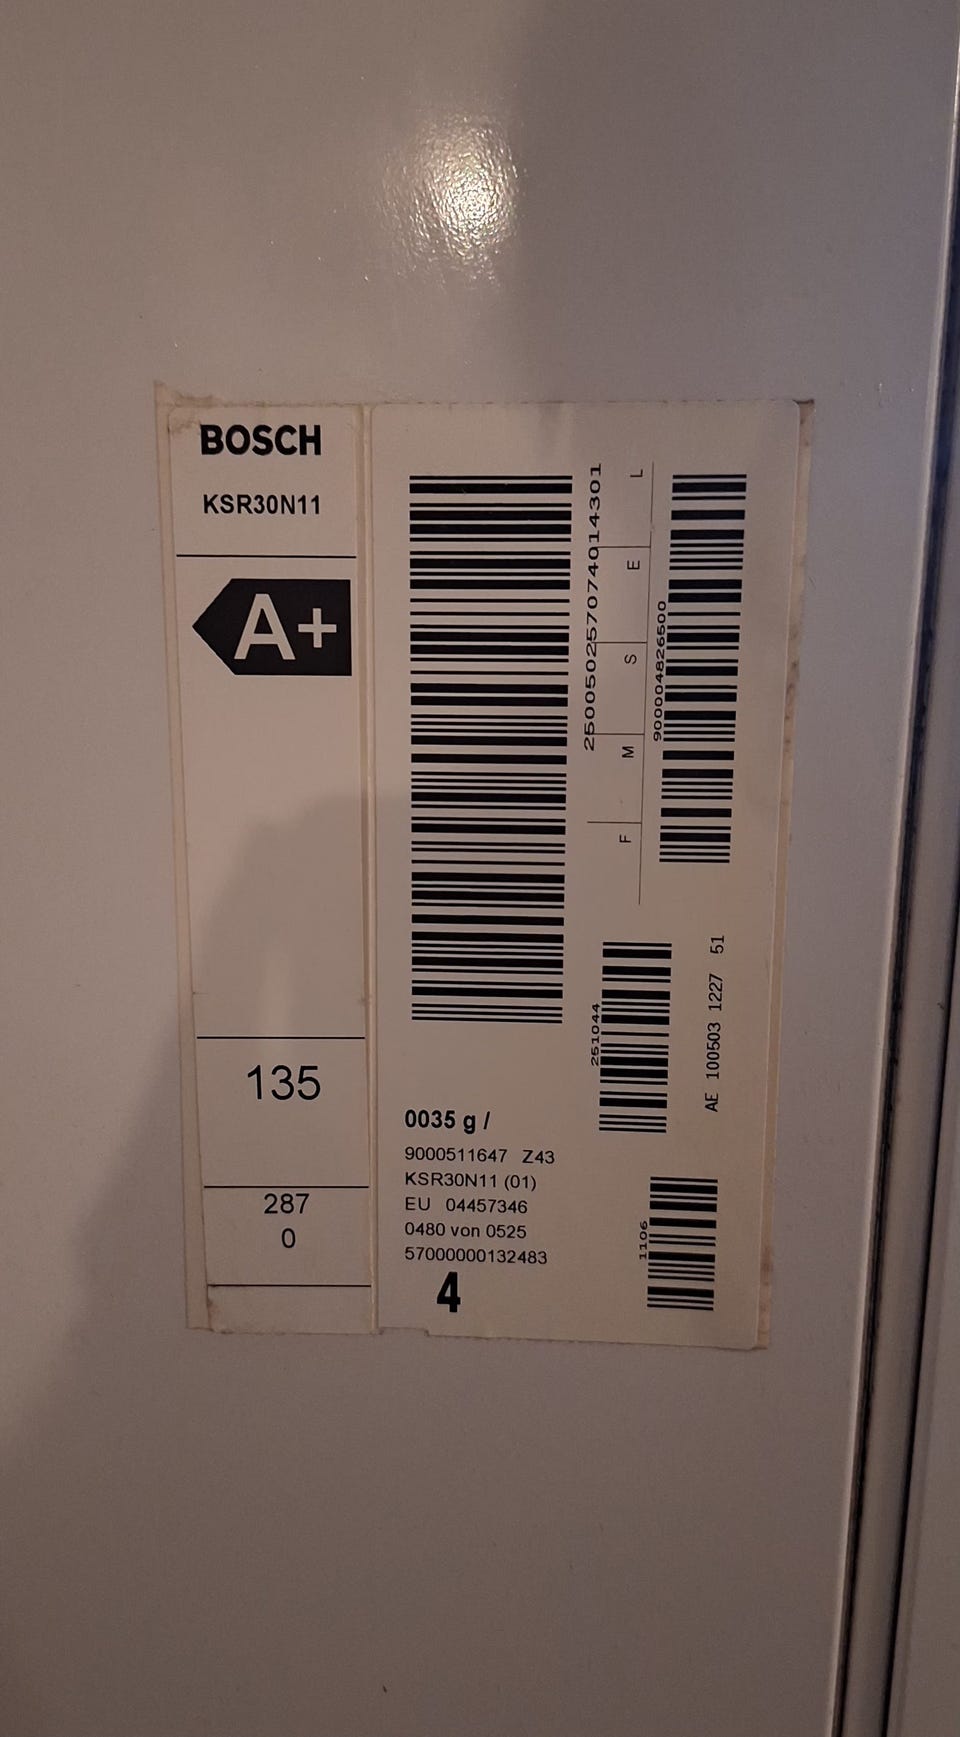 BOSCH
KSR30N11
A+
135
287
0
250050257074014301
L
E
S
M
F
900004826500
251044
AE 100503 1227 51
0035 g /
9000511647 Z43
KSR30N11 (01)
EU 04457346
0480 von 0525
57000000132483
4
1106